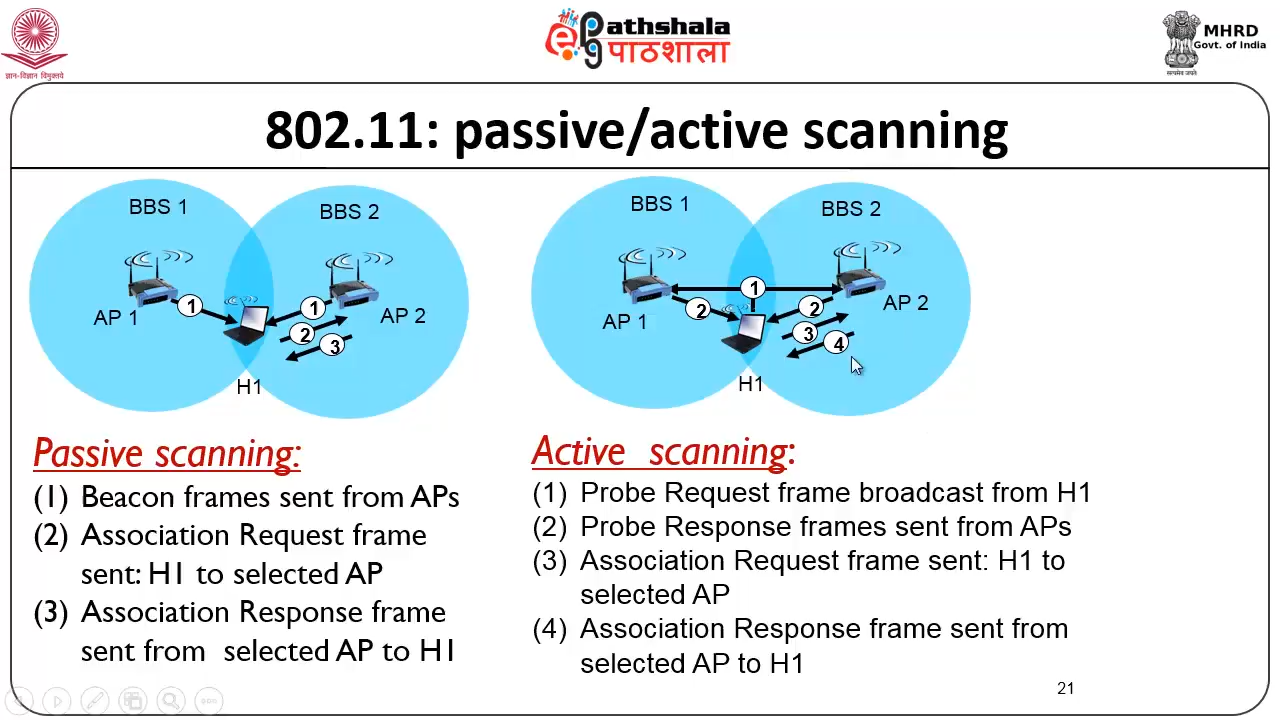 ज्ञान-विज्ञान विमुक्तये
ePathshala
पाठशाला
MHRD
Govt. of India
सत्यमेव जयते
802.11: passive/active scanning
BBS 1
BBS 2
AP 1
AP 2
1
1
2
3
H1
BBS 1
BBS 2
AP 1
AP 2
1
2
2
3
4
H1
Passive scanning:
(1) Beacon frames sent from APs
(2) Association Request frame
sent: H1 to selected AP
(3) Association Response frame
sent from selected AP to H1
Active scanning:
(1) Probe Request frame broadcast from H1
(2) Probe Response frames sent from APs
(3) Association Request frame sent: H1 to
selected AP
(4) Association Response frame sent from
selected AP to H1
21